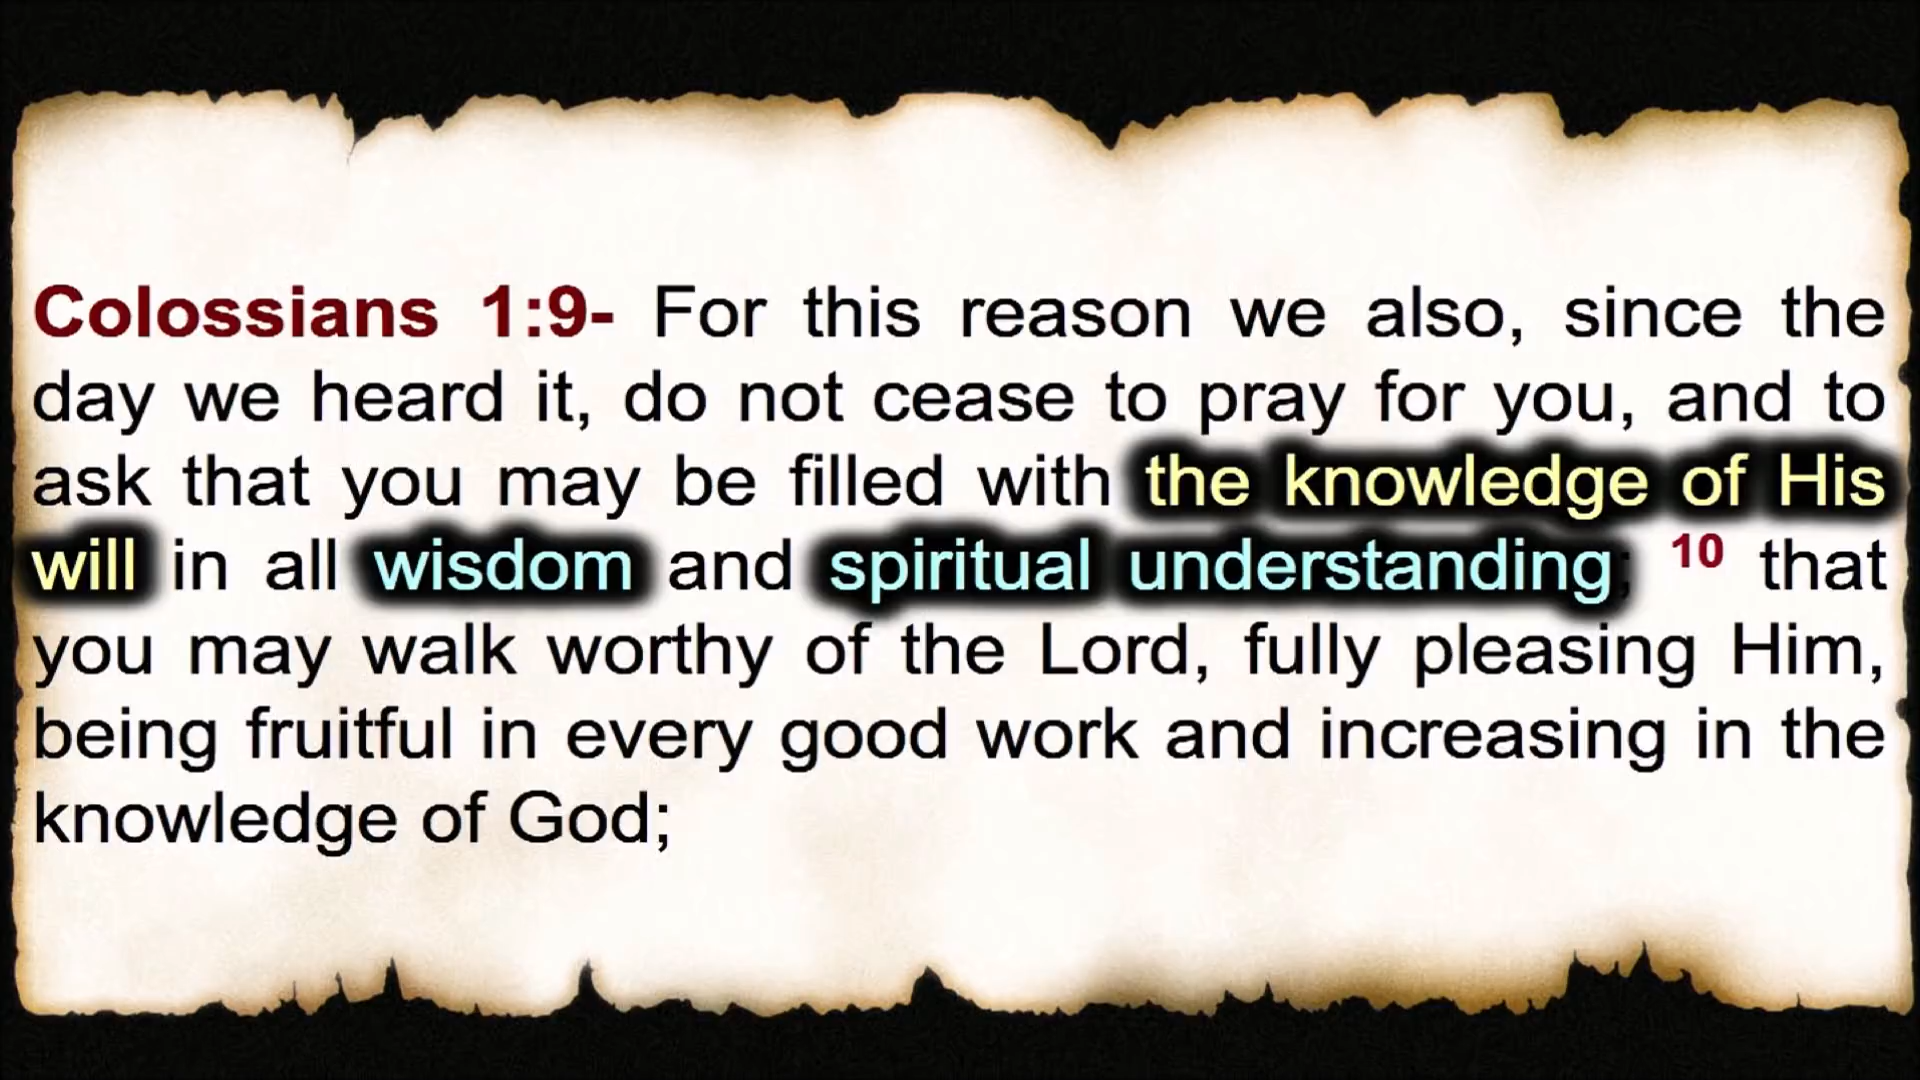 Colossians 1:9- For this reason we also, since the
day we heard it, do not cease to pray for you, and to
ask that you may be filled with the knowledge of His
will in all wisdom and spiritual understanding; 10 that
you may walk worthy of the Lord, fully pleasing Him,
being fruitful in every good work and increasing in the
knowledge of God;